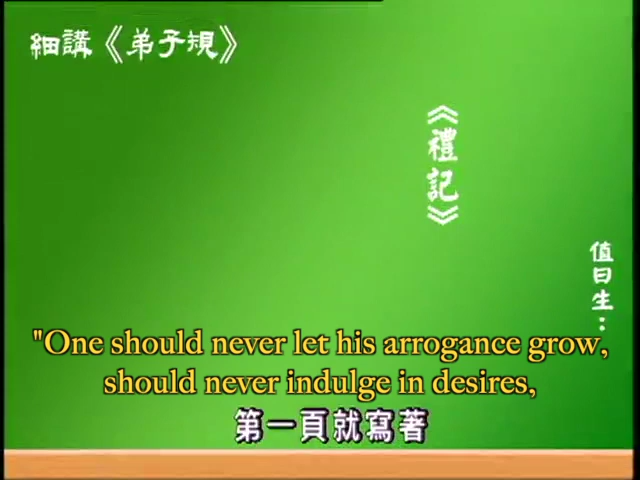 細講《弟子規》
《禮記》
值日生：
"One should never let his arrogance grow,
should never indulge in desires,
第一頁就寫著